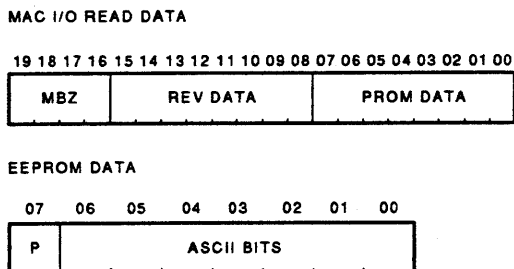 MAC I/O READ DATA
19 18 17 16 15 14 13 12 11 10 09 08 07 06 05 04 03 02 01 00
MBZ REV DATA PROM DATA
EEPROM DATA
07 06 05 04 03 02 01 00
P ASCII BITS